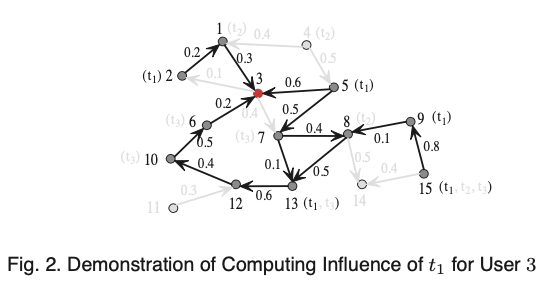 1 (t₂) 0.4 4 (t₂)
0.2 0.3 0.5
(t₁) 2 0.1 3 0.6 5 (t₁)
0.2 0.4 0.5
(t₃) 6 (t₃) 7 0.4 8 (t₂) 9 (t₁)
0.5 0.1 0.8
(t₃) 10 0.4 0.1 0.5 0.5 0.4
15 (t₁, t₂, t₃)
11 0.3 12 0.6 13 (t₁, t₃) 14
Fig. 2. Demonstration of Computing Influence of t₁ for User 3